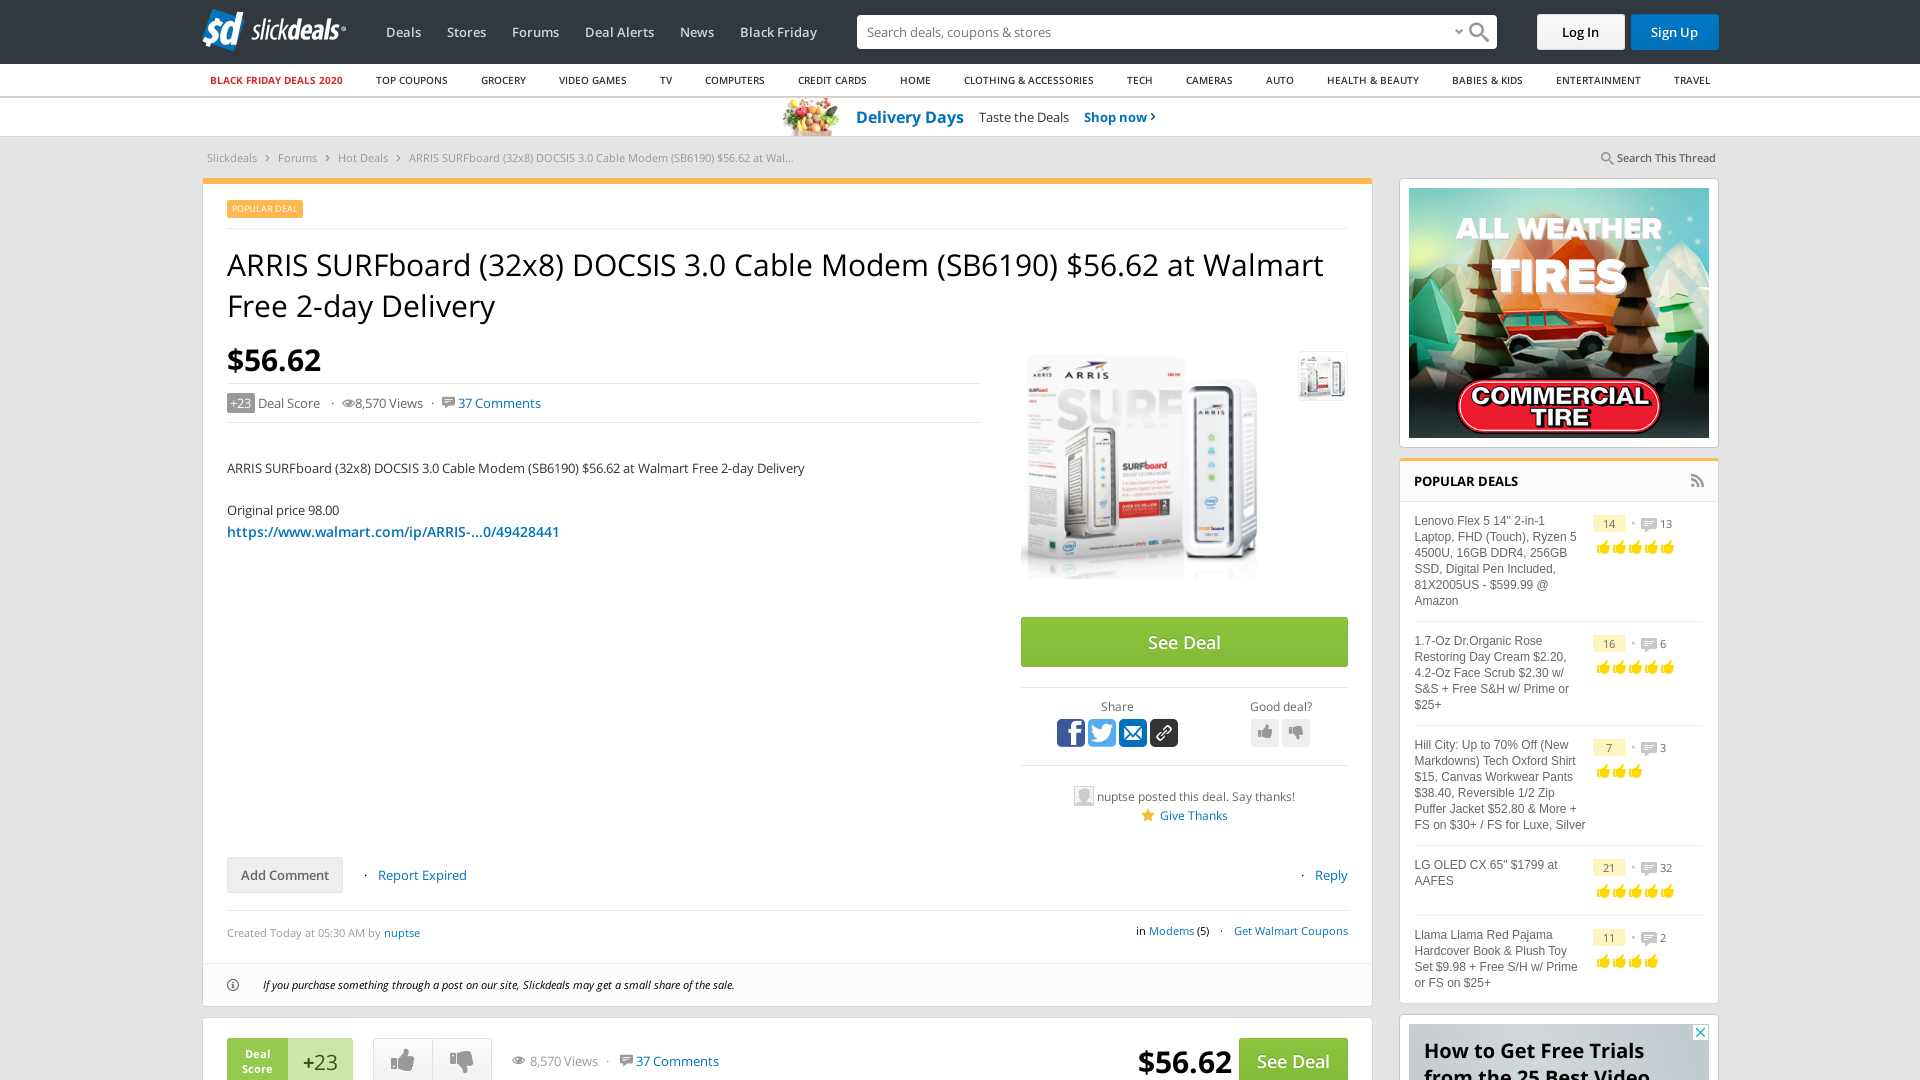 slickdeals
Deals
Stores
Forums
Deal Alerts
News
Black Friday
Search deals, coupons & stores
Log In
Sign Up
BLACK FRIDAY DEALS 2020
TOP COUPONS
GROCERY
VIDEO GAMES
TV
COMPUTERS
CREDIT CARDS
HOME
CLOTHING & ACCESSORIES
TECH
CAMERAS
AUTO
HEALTH & BEAUTY
BABIES & KIDS
ENTERTAINMENT
TRAVEL
Delivery Days Taste the Deals Shop now ›
Slickdeals › Forums › Hot Deals › ARRIS SURFboard (32x8) DOCSIS 3.0 Cable Modem (SB6190) $56.62 at Wal...
Search This Thread
POPULAR DEAL
ARRIS SURFboard (32x8) DOCSIS 3.0 Cable Modem (SB6190) $56.62 at Walmart
Free 2-day Delivery
$56.62
+23 Deal Score · 8,570 Views · 37 Comments
ARRIS SURFboard (32x8) DOCSIS 3.0 Cable Modem (SB6190) $56.62 at Walmart Free 2-day Delivery
Original price 98.00
https://www.walmart.com/ip/ARRIS-...0/49428441
ARRIS
ARRIS
SURF
SURFboard
ARRIS
See Deal
Share
Good deal?
nuptse posted this deal. Say thanks!
Give Thanks
Add Comment
· Report Expired
· Reply
Created Today at 05:30 AM by nuptse
in Modems (5) · Get Walmart Coupons
If you purchase something through a post on our site, Slickdeals may get a small share of the sale.
Deal
Score
+23
8,570 Views · 37 Comments
$56.62
See Deal
ALL WEATHER
TIRES
COMMERCIAL
TIRE
POPULAR DEALS
Lenovo Flex 5 14" 2-in-1
Laptop, FHD (Touch), Ryzen 5
4500U, 16GB DDR4, 256GB
SSD, Digital Pen Included,
81X2005US - $599.99 @
Amazon
14 • 13
1.7-Oz Dr.Organic Rose
Restoring Day Cream $2.20,
4.2-Oz Face Scrub $2.30 w/
S&S + Free S&H w/ Prime or
$25+
16 • 6
Hill City: Up to 70% Off (New
Markdowns) Tech Oxford Shirt
$15, Canvas Workwear Pants
$38.40, Reversible 1/2 Zip
Puffer Jacket $52.80 & More +
FS on $30+ / FS for Luxe, Silver
7 • 3
LG OLED CX 65" $1799 at
AAFES
21 • 32
Llama Llama Red Pajama
Hardcover Book & Plush Toy
Set $9.98 + Free S/H w/ Prime
or FS on $25+
11 • 2
How to Get Free Trials
from the 25 Best Video